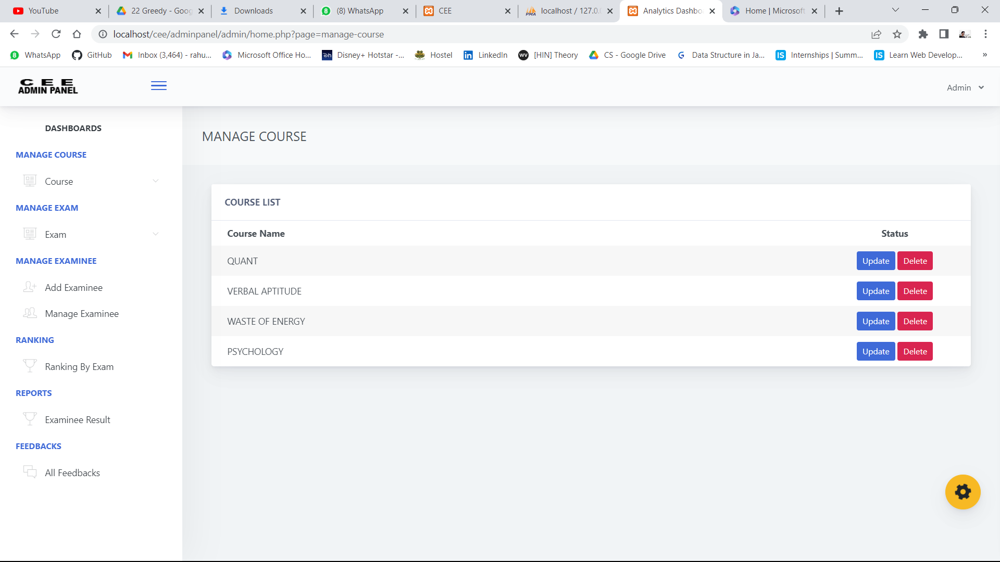 YouTube
22 Greedy - Goog
Downloads
(8) WhatsApp
CEE
localhost / 127.0.
Analytics Dashbo
Home | Microsoft
localhost/cee/adminpanel/admin/home.php?page=manage-course
WhatsApp
GitHub
Inbox (3,464) - rahu...
Microsoft Office Ho...
Disney+ Hotstar -...
Hostel
LinkedIn
[HIN] Theory
CS - Google Drive
Data Structure in Ja...
Internships | Summ...
Learn Web Develop...
»
CEE
ADMIN PANEL
Admin
DASHBOARDS
MANAGE COURSE
Course
MANAGE EXAM
Exam
MANAGE EXAMINEE
Add Examinee
Manage Examinee
RANKING
Ranking By Exam
REPORTS
Examinee Result
FEEDBACKS
All Feedbacks
MANAGE COURSE
COURSE LIST
Course Name Status
QUANT Update Delete
VERBAL APTITUDE Update Delete
WASTE OF ENERGY Update Delete
PSYCHOLOGY Update Delete